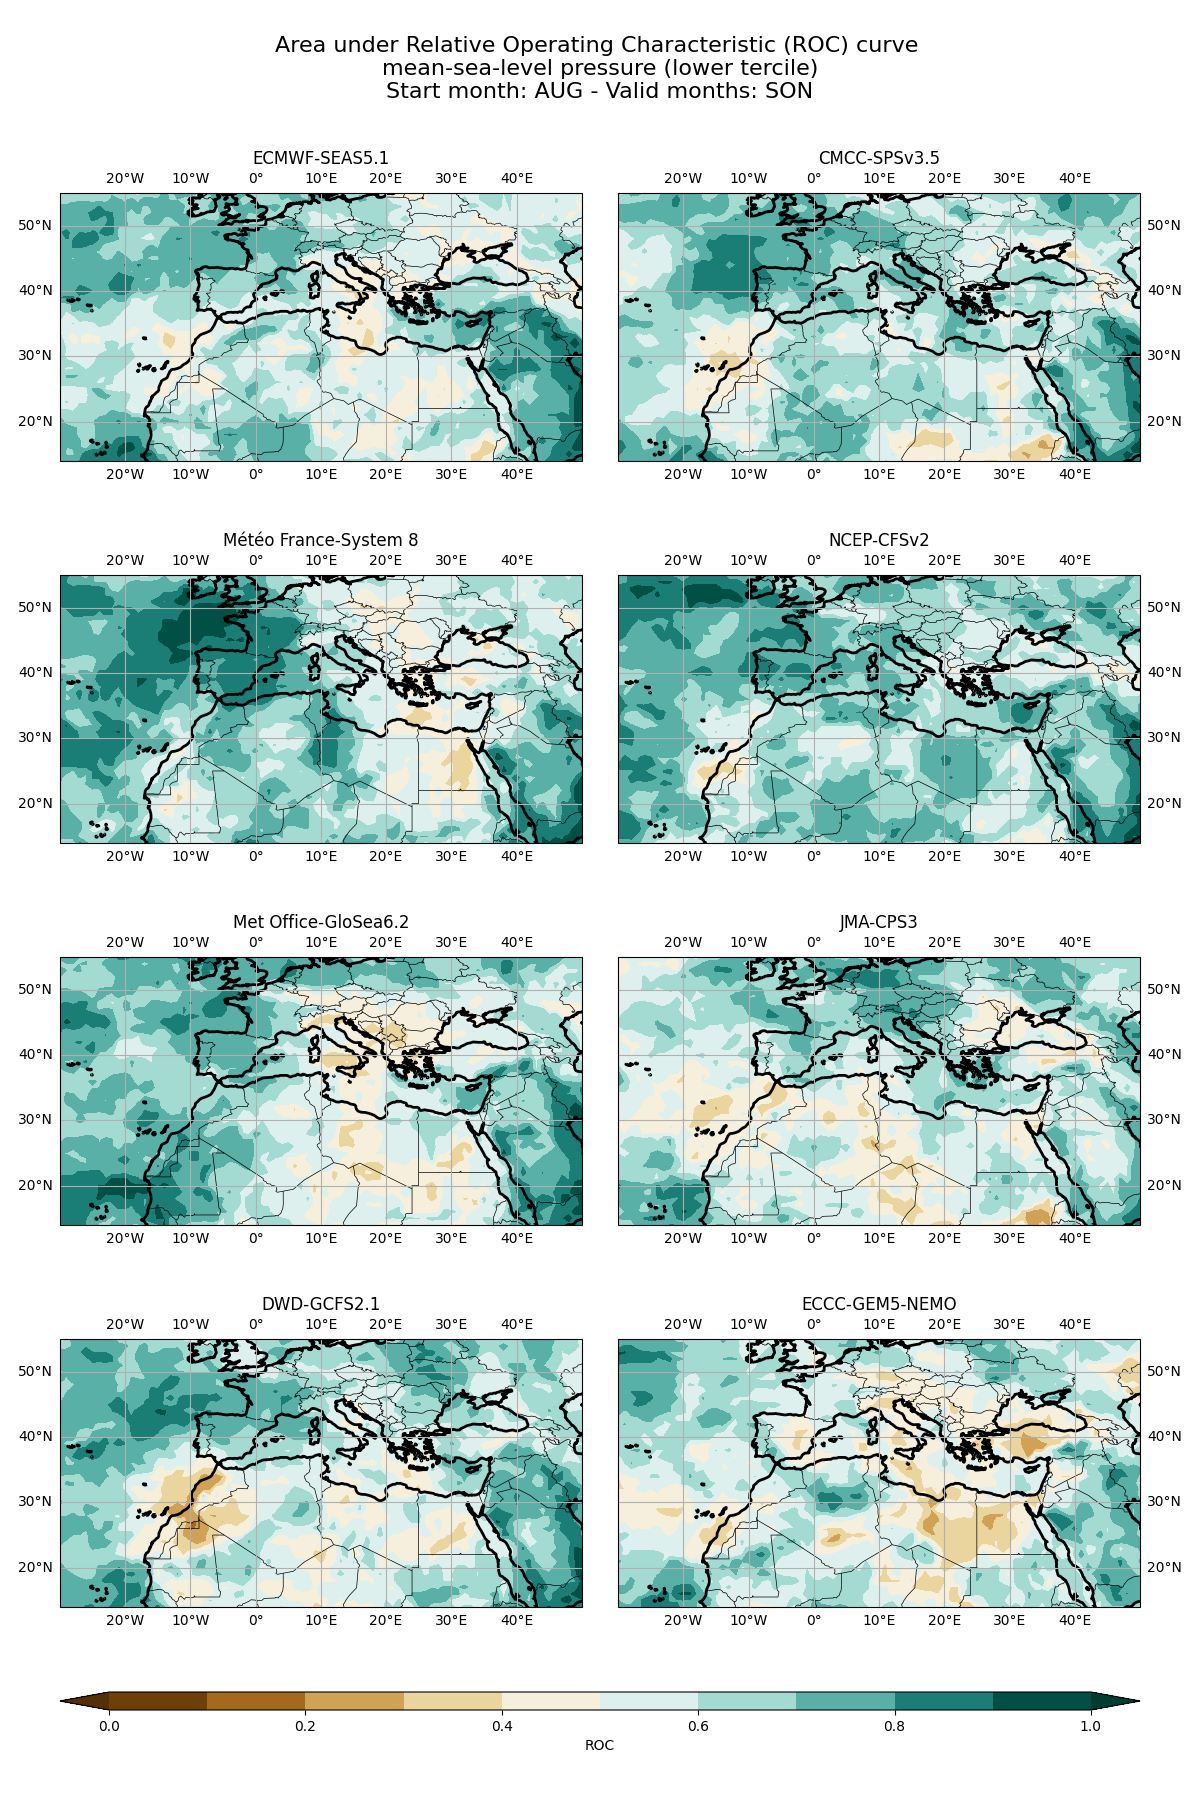 Area under Relative Operating Characteristic (ROC) curve
mean-sea-level pressure (lower tercile)
Start month: AUG - Valid months: SON
ECMWF-SEAS5.1
CMCC-SPSv3.5
20°W 10°W 0° 10°E 20°E 30°E 40°E
20°W 10°W 0° 10°E 20°E 30°E 40°E
50°N
50°N
40°N
40°N
30°N
30°N
20°N
20°N
20°W 10°W 0° 10°E 20°E 30°E 40°E
20°W 10°W 0° 10°E 20°E 30°E 40°E
Météo France-System 8
NCEP-CFSv2
20°W 10°W 0° 10°E 20°E 30°E 40°E
20°W 10°W 0° 10°E 20°E 30°E 40°E
50°N
50°N
40°N
40°N
30°N
30°N
20°N
20°N
20°W 10°W 0° 10°E 20°E 30°E 40°E
20°W 10°W 0° 10°E 20°E 30°E 40°E
Met Office-GloSea6.2
JMA-CPS3
20°W 10°W 0° 10°E 20°E 30°E 40°E
20°W 10°W 0° 10°E 20°E 30°E 40°E
50°N
50°N
40°N
40°N
30°N
30°N
20°N
20°N
20°W 10°W 0° 10°E 20°E 30°E 40°E
20°W 10°W 0° 10°E 20°E 30°E 40°E
DWD-GCFS2.1
ECCC-GEM5-NEMO
20°W 10°W 0° 10°E 20°E 30°E 40°E
20°W 10°W 0° 10°E 20°E 30°E 40°E
50°N
50°N
40°N
40°N
30°N
30°N
20°N
20°N
20°W 10°W 0° 10°E 20°E 30°E 40°E
20°W 10°W 0° 10°E 20°E 30°E 40°E
0.0 0.2 0.4 0.6 0.8 1.0
ROC